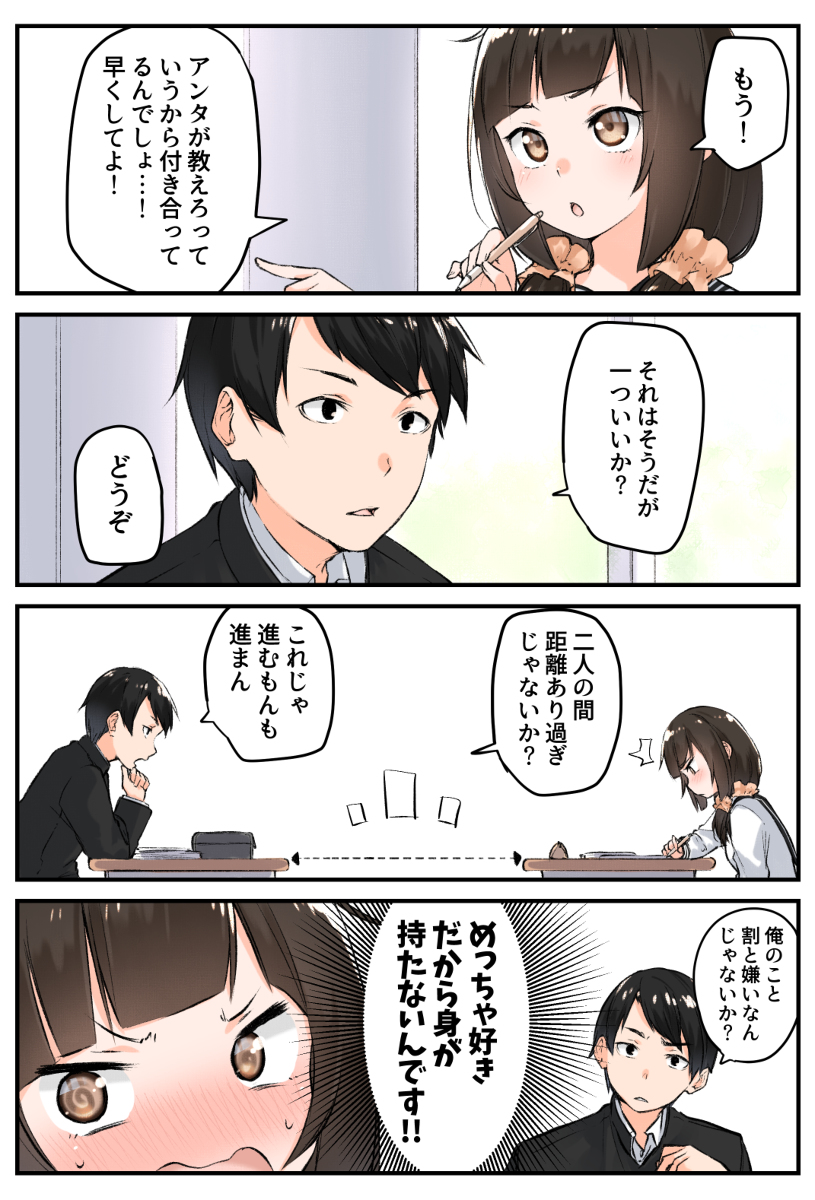 もう！
アンタが教えろって
いうから付き合って
るんでしょ…！
早くしてよ！
それはそうだが
一ついいか？
どうぞ
二人の間
距離あり過ぎ
じゃないか？
これじゃ
進むもんも
進まん
俺のこと
割と嫌いなん
じゃないか？
めっちゃ好き
だから身が
持たないんです!!